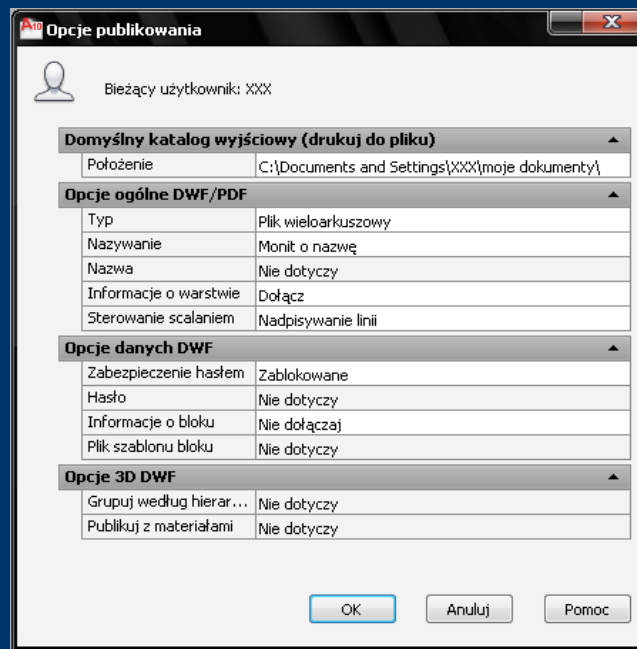 A10 Opcje publikowania
Bieżący użytkownik: XXX
Domyślny katalog wyjściowy (drukuj do pliku)
Położenie C:\Documents and Settings\XXX\moje dokumenty\
Opcje ogólne DWF/PDF
Typ Plik wieloarkuszowy
Nazywanie Monit o nazwę
Nazwa Nie dotyczy
Informacje o warstwie Dołącz
Sterowanie scalaniem Nadpisywanie linii
Opcje danych DWF
Zabezpieczenie hasłem Zablokowane
Hasło Nie dotyczy
Informacje o bloku Nie dołączaj
Plik szablonu bloku Nie dotyczy
Opcje 3D DWF
Grupuj według hierar... Nie dotyczy
Publikuj z materiałami Nie dotyczy
OK Anuluj Pomoc